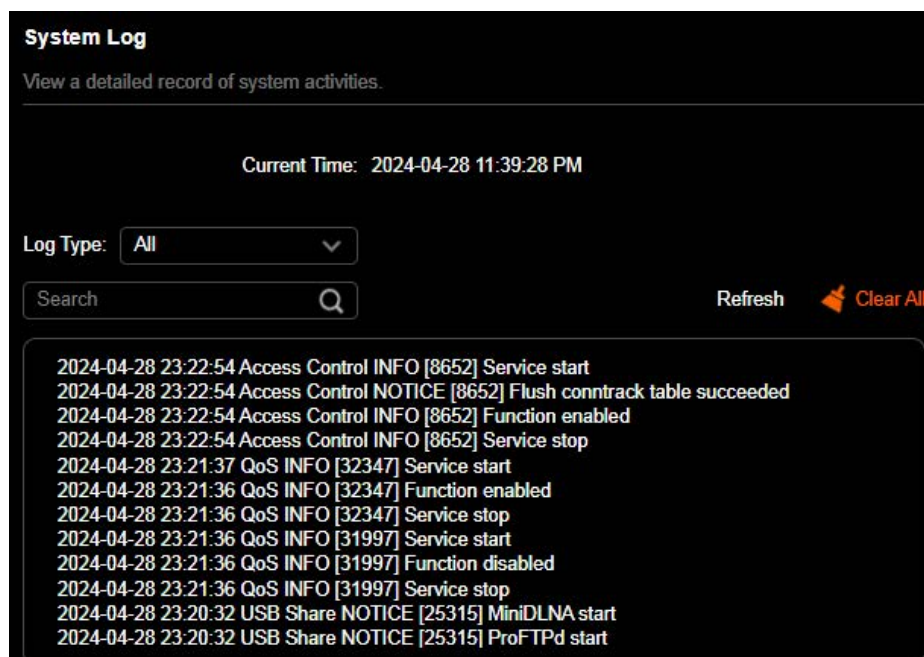 System Log
View a detailed record of system activities.
Current Time: 2024-04-28 11:39:28 PM
Log Type: All
Search
Refresh Clear All
2024-04-28 23:22:54 Access Control INFO [8652] Service start
2024-04-28 23:22:54 Access Control NOTICE [8652] Flush conntrack table succeeded
2024-04-28 23:22:54 Access Control INFO [8652] Function enabled
2024-04-28 23:22:54 Access Control INFO [8652] Service stop
2024-04-28 23:21:37 QoS INFO [32347] Service start
2024-04-28 23:21:36 QoS INFO [32347] Function enabled
2024-04-28 23:21:36 QoS INFO [32347] Service stop
2024-04-28 23:21:36 QoS INFO [31997] Service start
2024-04-28 23:21:36 QoS INFO [31997] Function disabled
2024-04-28 23:21:36 QoS INFO [31997] Service stop
2024-04-28 23:20:32 USB Share NOTICE [25315] MiniDLNA start
2024-04-28 23:20:32 USB Share NOTICE [25315] ProFTPd start